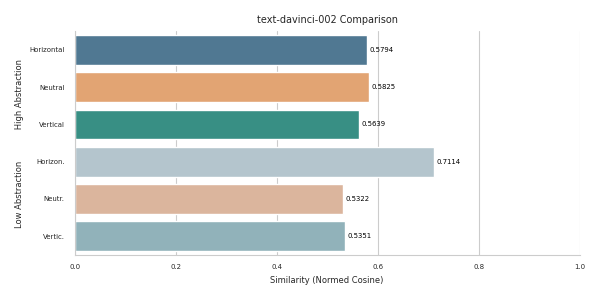 text-davinci-002 Comparison
High Abstraction
Horizontal 0.5794
Neutral 0.5825
Vertical 0.5639
Low Abstraction
Horizon. 0.7114
Neutr. 0.5322
Vertic. 0.5351
0.0 0.2 0.4 0.6 0.8 1.0
Similarity (Normed Cosine)